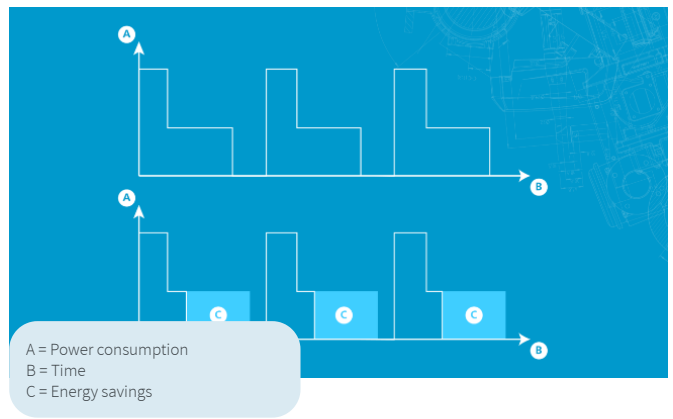 A
B
A
C C C
B
A = Power consumption
B = Time
C = Energy savings